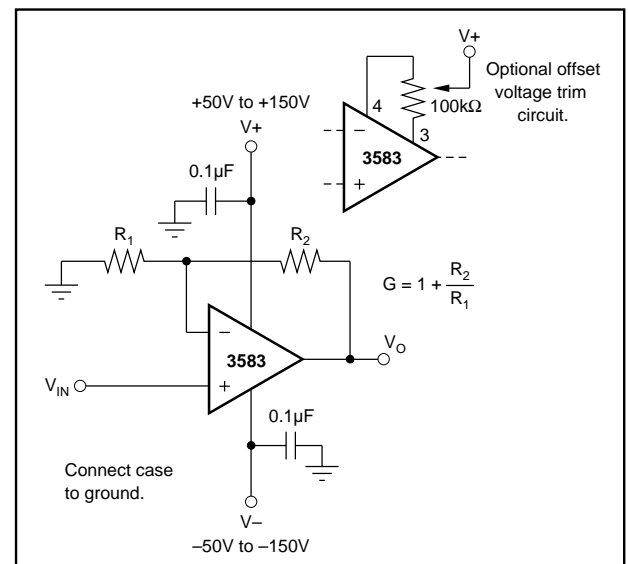 +50V to +150V
V+
0.1µF
R1
R2
G = 1 + R2/R1
–
3583
+
VIN
VO
0.1µF
Connect case
to ground.
V–
–50V to –150V
V+
Optional offset
voltage trim
circuit.
100kΩ
4
3
–
3583
+